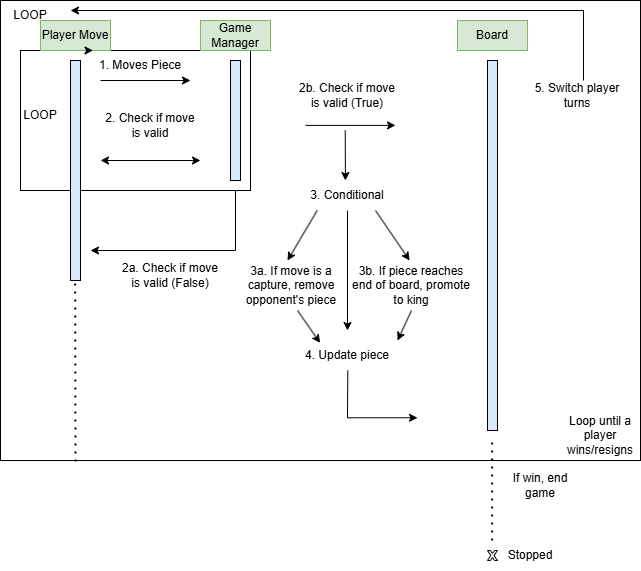 LOOP
Player Move
Game
Manager
Board
1. Moves Piece
LOOP
2. Check if move
is valid
2b. Check if move
is valid (True)
5. Switch player
turns
3. Conditional
2a. Check if move
is valid (False)
3a. If move is a
capture, remove
opponent's piece
3b. If piece reaches
end of board, promote
to king
4. Update piece
Loop until a
player
wins/resigns
If win, end
game
Stopped